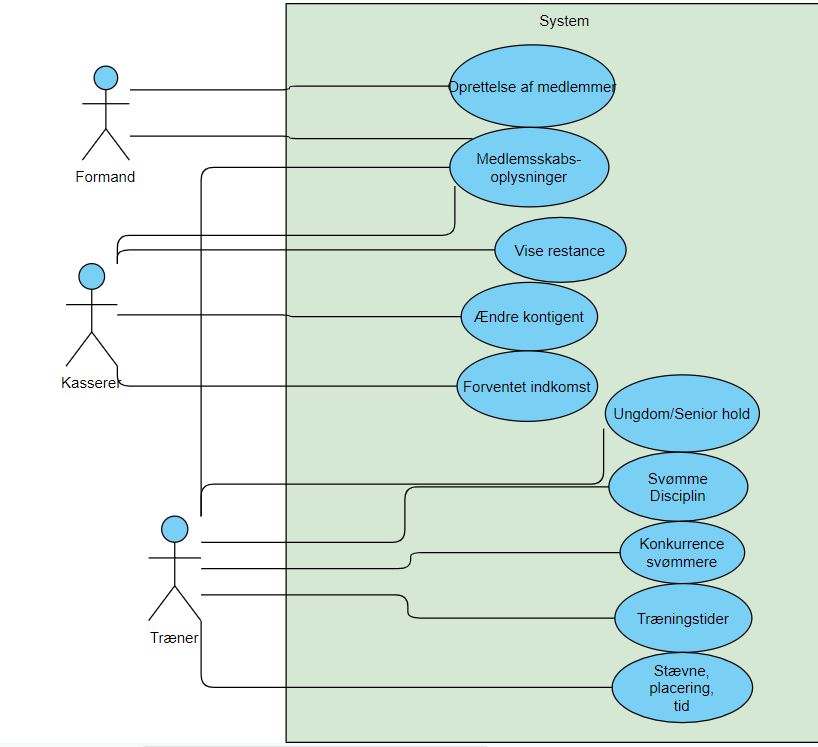 System
Oprettelse af medlemmer
Formand
Medlemsskabs-
oplysninger
Vise restance
Ændre kontigent
Kasserer
Forventet indkomst
Ungdom/Senior hold
Svømme
Disciplin
Konkurrence
svømmere
Træner
Træningstider
Stævne,
placering,
tid